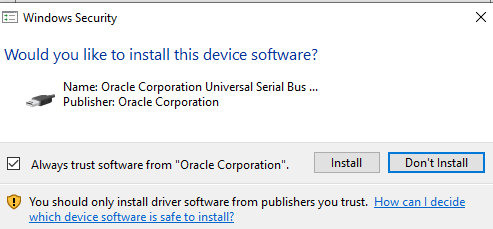 Windows Security
Would you like to install this device software?
Name: Oracle Corporation Universal Serial Bus ...
Publisher: Oracle Corporation
Always trust software from "Oracle Corporation".
Install
Don't Install
You should only install driver software from publishers you trust. How can I decide
which device software is safe to install?